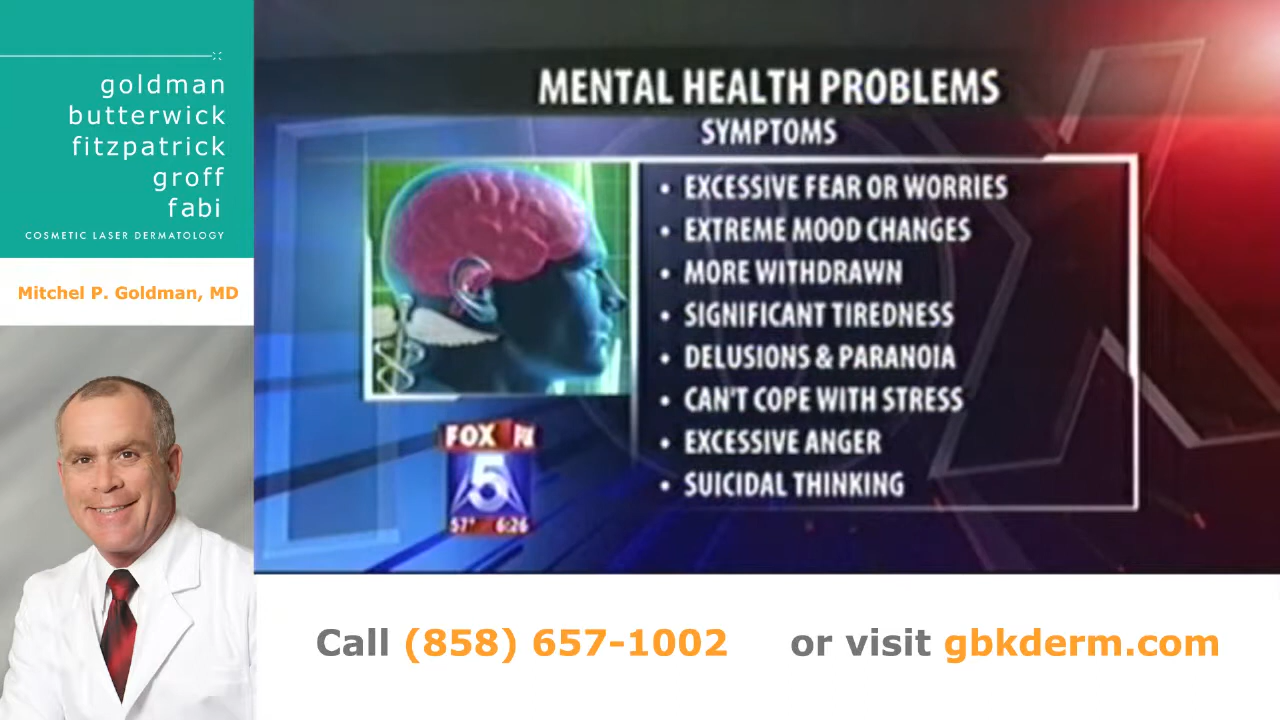 goldman
butterwick
fitzpatrick
groff
fabi
COSMETIC LASER DERMATOLOGY
Mitchel P. Goldman, MD
MENTAL HEALTH PROBLEMS
SYMPTOMS
• EXCESSIVE FEAR OR WORRIES
• EXTREME MOOD CHANGES
• MORE WITHDRAWN
• SIGNIFICANT TIREDNESS
• DELUSIONS & PARANOIA
• CAN'T COPE WITH STRESS
• EXCESSIVE ANGER
• SUICIDAL THINKING
FOX
5
57° 6:26
Call (858) 657-1002 or visit gbkderm.com